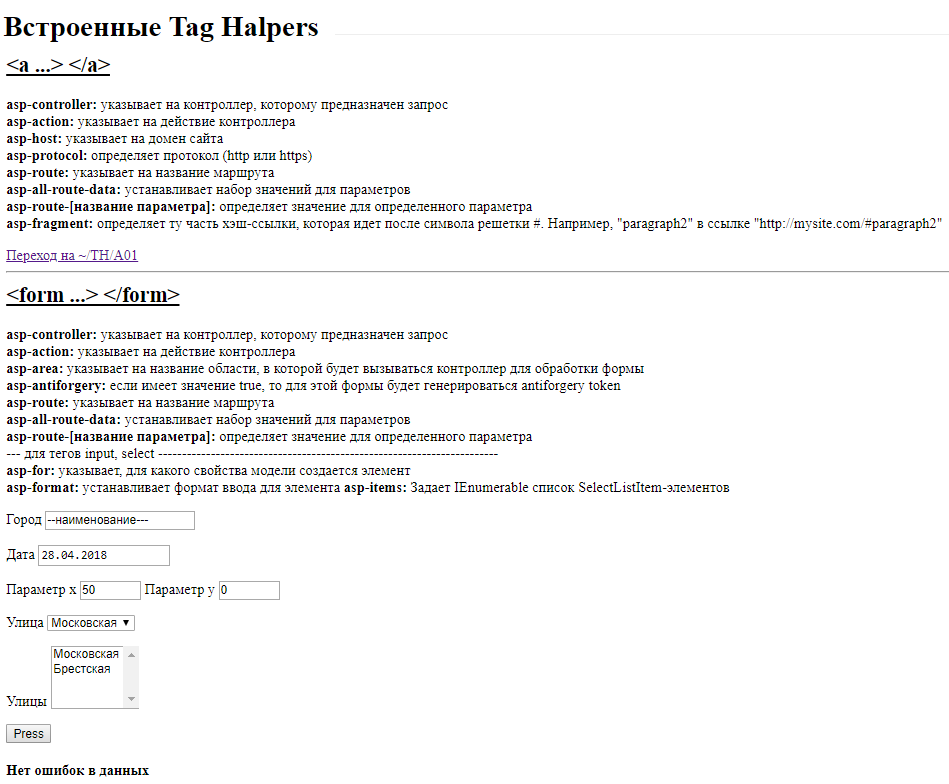 Встроенные Tag Halpers
<a ...> </a>
asp-controller: указывает на контроллер, которому предназначен запрос
asp-action: указывает на действие контроллера
asp-host: указывает на домен сайта
asp-protocol: определяет протокол (http или https)
asp-route: указывает на название маршрута
asp-all-route-data: устанавливает набор значений для параметров
asp-route-[название параметра]: определяет значение для определенного параметра
asp-fragment: определяет ту часть хэш-ссылки, которая идет после символа решетки #. Например, "paragraph2" в ссылке "http://mysite.com/#paragraph2"
Переход на ~/TH/A01
<form ...> </form>
asp-controller: указывает на контроллер, которому предназначен запрос
asp-action: указывает на действие контроллера
asp-area: указывает на название области, в которой будет вызываться контроллер для обработки формы
asp-antiforgery: если имеет значение true, то для этой формы будет генерироваться antiforgery token
asp-route: указывает на название маршрута
asp-all-route-data: устанавливает набор значений для параметров
asp-route-[название параметра]: определяет значение для определенного параметра
--- для тегов input, select -----------------------------------------------------------------------
asp-for: указывает, для какого свойства модели создается элемент
asp-format: устанавливает формат ввода для элемента asp-items: Задает IEnumerable список SelectListItem-элементов
Город --наименование---
Дата 28.04.2018
Параметр x 50 Параметр y 0
Улица Московская
Московская
Брестская
Улицы
Press
Нет ошибок в данных